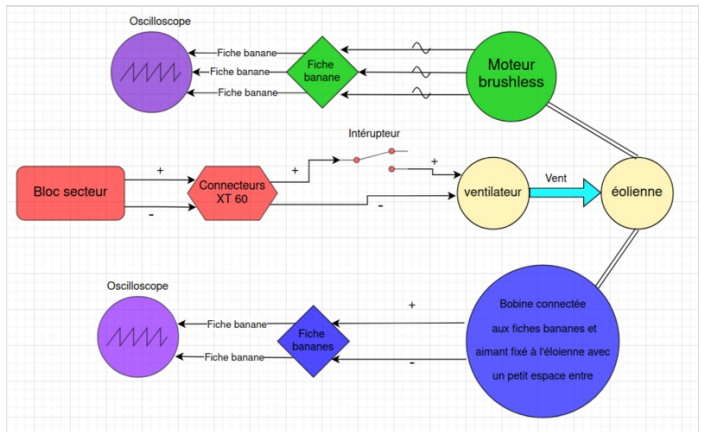 Oscilloscope
Fiche banane
Fiche banane
Fiche banane
Fiche
banane
Moteur
brushless
Intérupteur
Bloc secteur
+
-
Connecteurs
XT 60
+
-
+
ventilateur
Vent
éolienne
Oscilloscope
Fiche banane
Fiche banane
Fiche
bananes
+
-
Bobine connectée
aux fiches bananes et
aimant fixé à l'éloienne avec
un petit espace entre